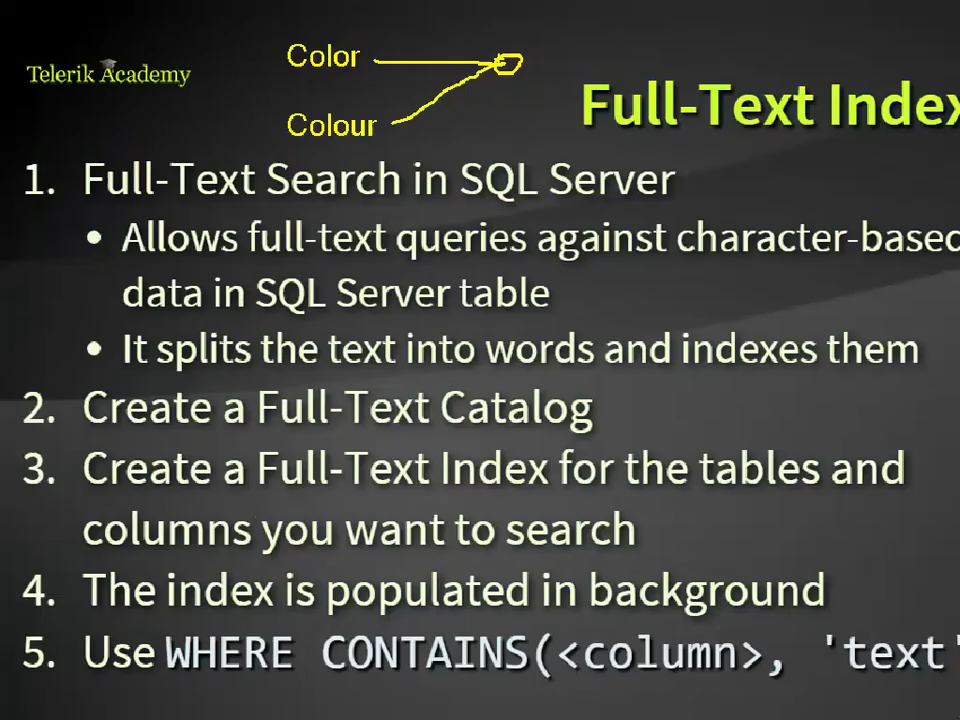 Color
Telerik Academy
Colour
Full-Text Index
1. Full-Text Search in SQL Server
• Allows full-text queries against character-based
data in SQL Server table
• It splits the text into words and indexes them
2. Create a Full-Text Catalog
3. Create a Full-Text Index for the tables and
columns you want to search
4. The index is populated in background
5. Use WHERE CONTAINS(<column>, 'text'